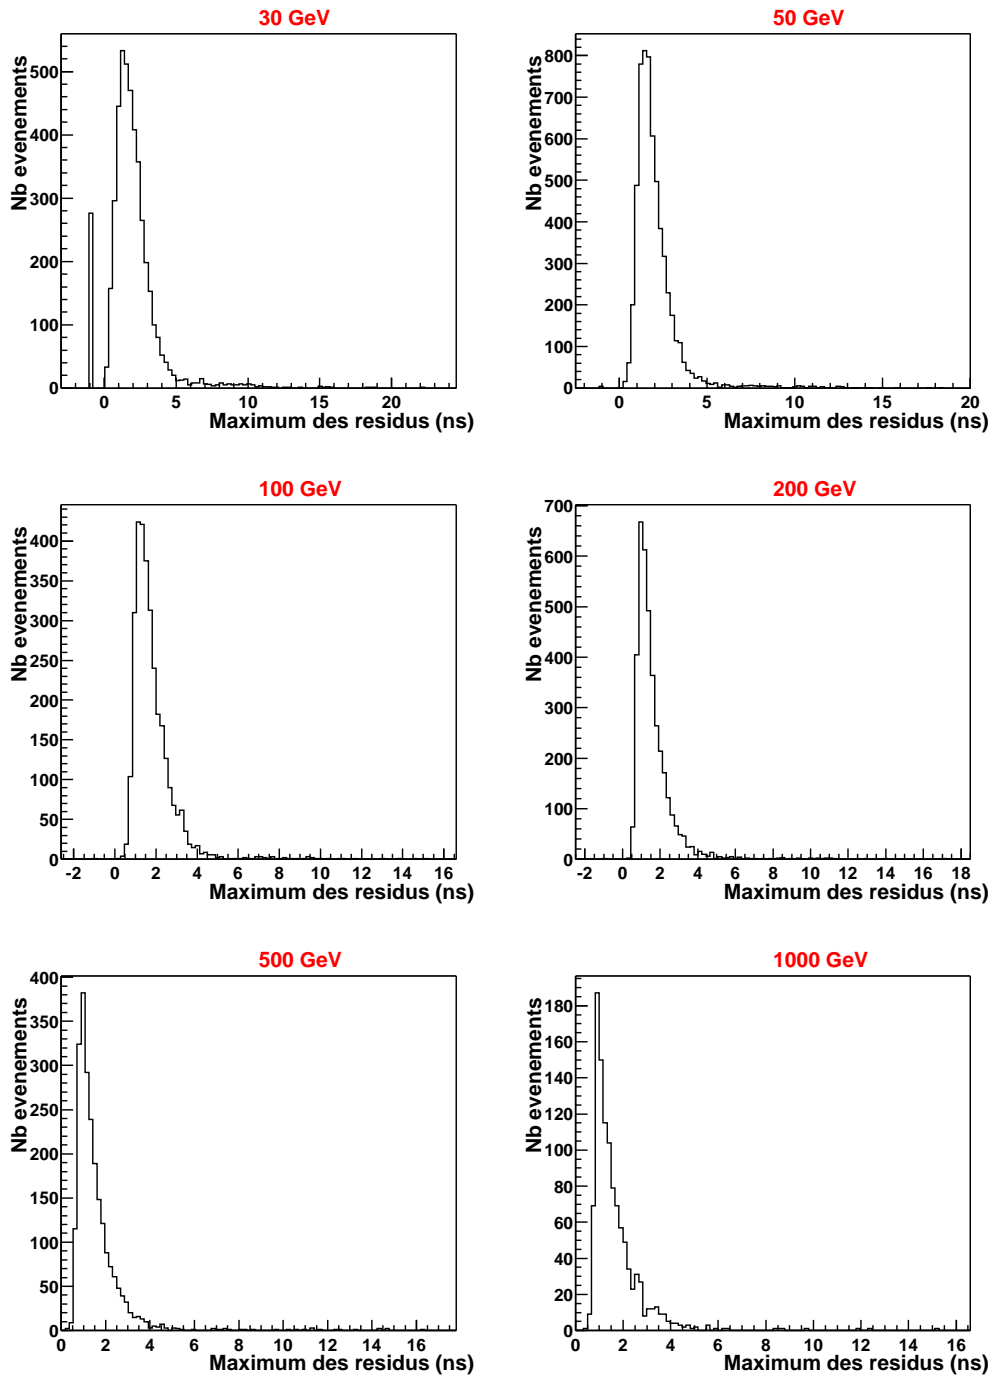 30 GeV
Nb evenements
500
400
300
200
100
0
0 5 10 15 20
Maximum des residus (ns)
50 GeV
Nb evenements
800
700
600
500
400
300
200
100
0
0 5 10 15 20
Maximum des residus (ns)
100 GeV
Nb evenements
400
350
300
250
200
150
100
50
0
-2 0 2 4 6 8 10 12 14 16
Maximum des residus (ns)
200 GeV
Nb evenements
700
600
500
400
300
200
100
0
-2 0 2 4 6 8 10 12 14 16 18
Maximum des residus (ns)
500 GeV
Nb evenements
400
350
300
250
200
150
100
50
0
0 2 4 6 8 10 12 14 16
Maximum des residus (ns)
1000 GeV
Nb evenements
180
160
140
120
100
80
60
40
20
0
0 2 4 6 8 10 12 14 16
Maximum des residus (ns)